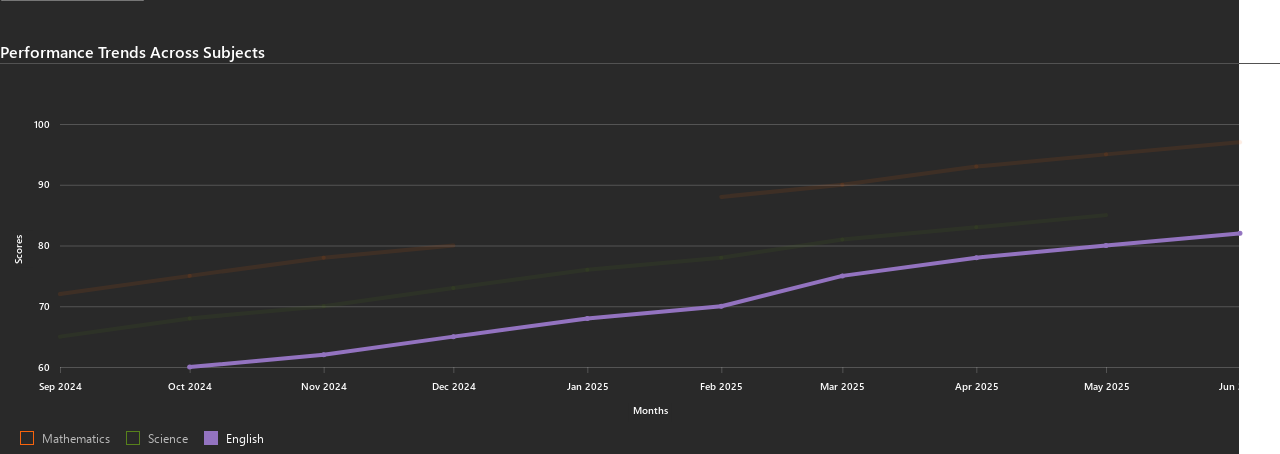 Performance Trends Across Subjects
100
90
80
70
60
Scores
Sep 2024 Oct 2024 Nov 2024 Dec 2024 Jan 2025 Feb 2025 Mar 2025 Apr 2025 May 2025 Jun
Months
Mathematics Science English